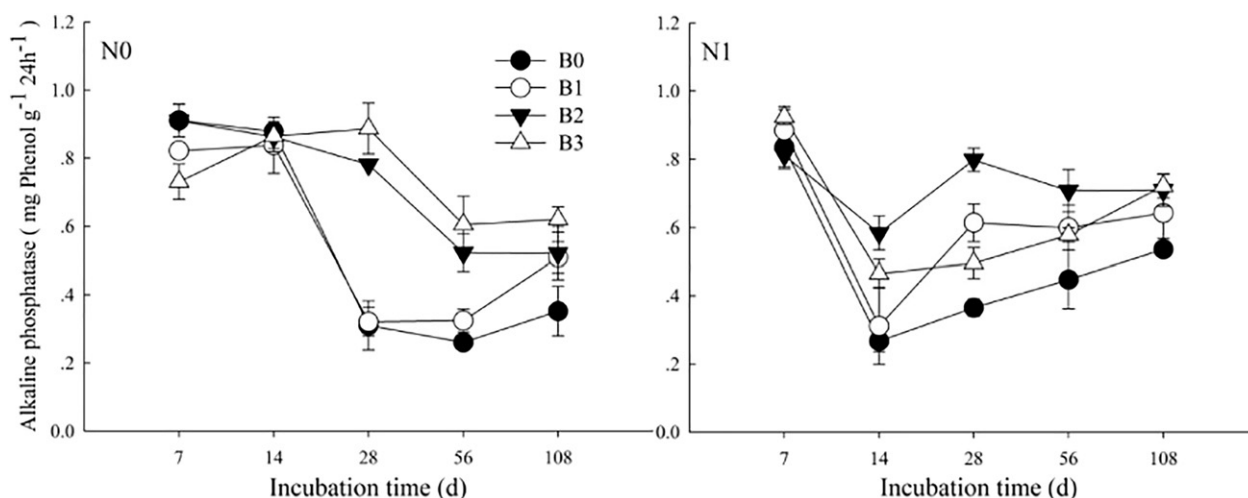 Alkaline phosphatase ( mg Phenol g-1 24h-1 )
1.2
1.0
.8
.6
.4
.2
0.0
N0
B0
B1
B2
B3
7 14 28 56 108
Incubation time (d)
1.2
1.0
.8
.6
.4
.2
0.0
N1
7 14 28 56 108
Incubation time (d)